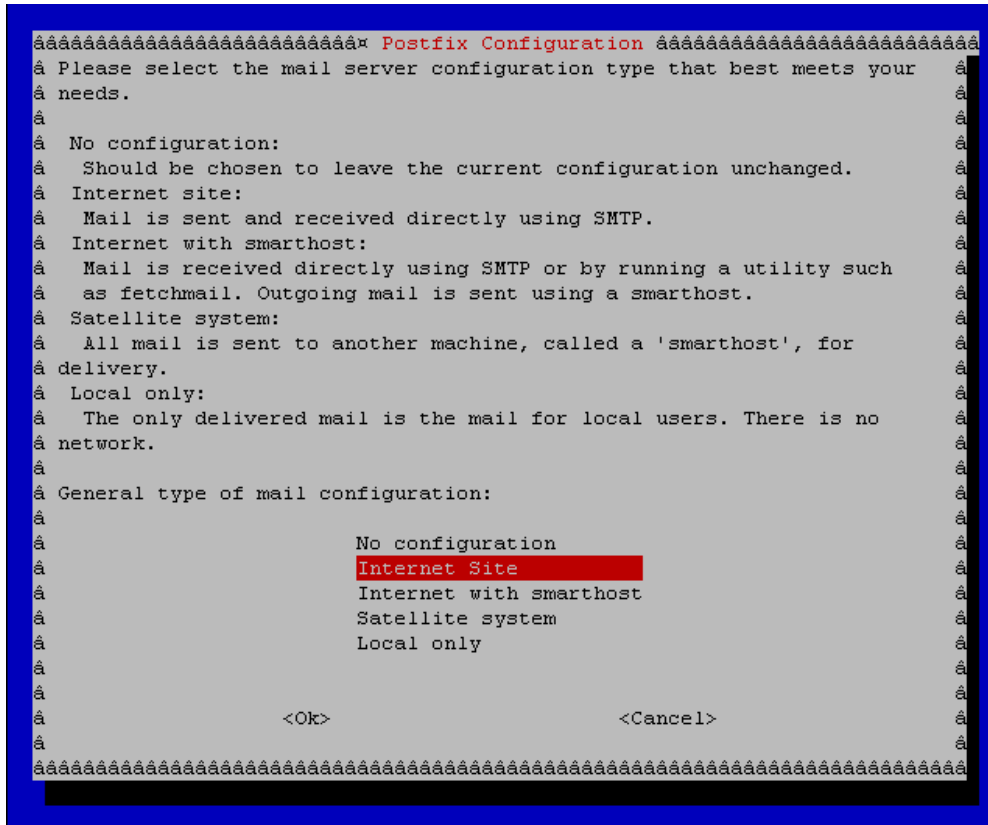 ââââââââââââââââââââââââââ¤ Postfix Configuration ââââââââââââââââââââââââââ
â Please select the mail server configuration type that best meets your â
â needs. â
â â
â No configuration: â
â Should be chosen to leave the current configuration unchanged. â
â Internet site: â
â Mail is sent and received directly using SMTP. â
â Internet with smarthost: â
â Mail is received directly using SMTP or by running a utility such â
â as fetchmail. Outgoing mail is sent using a smarthost. â
â Satellite system: â
â All mail is sent to another machine, called a 'smarthost', for â
â delivery. â
â Local only: â
â The only delivered mail is the mail for local users. There is no â
â network. â
â â
â General type of mail configuration: â
â â
â No configuration â
â Internet Site â
â Internet with smarthost â
â Satellite system â
â Local only â
â â
â â
â <Ok> <Cancel> â
â â
âââââââââââââââââââââââââââââââââââââââââââââââââââââââââââââââââââââââââââ